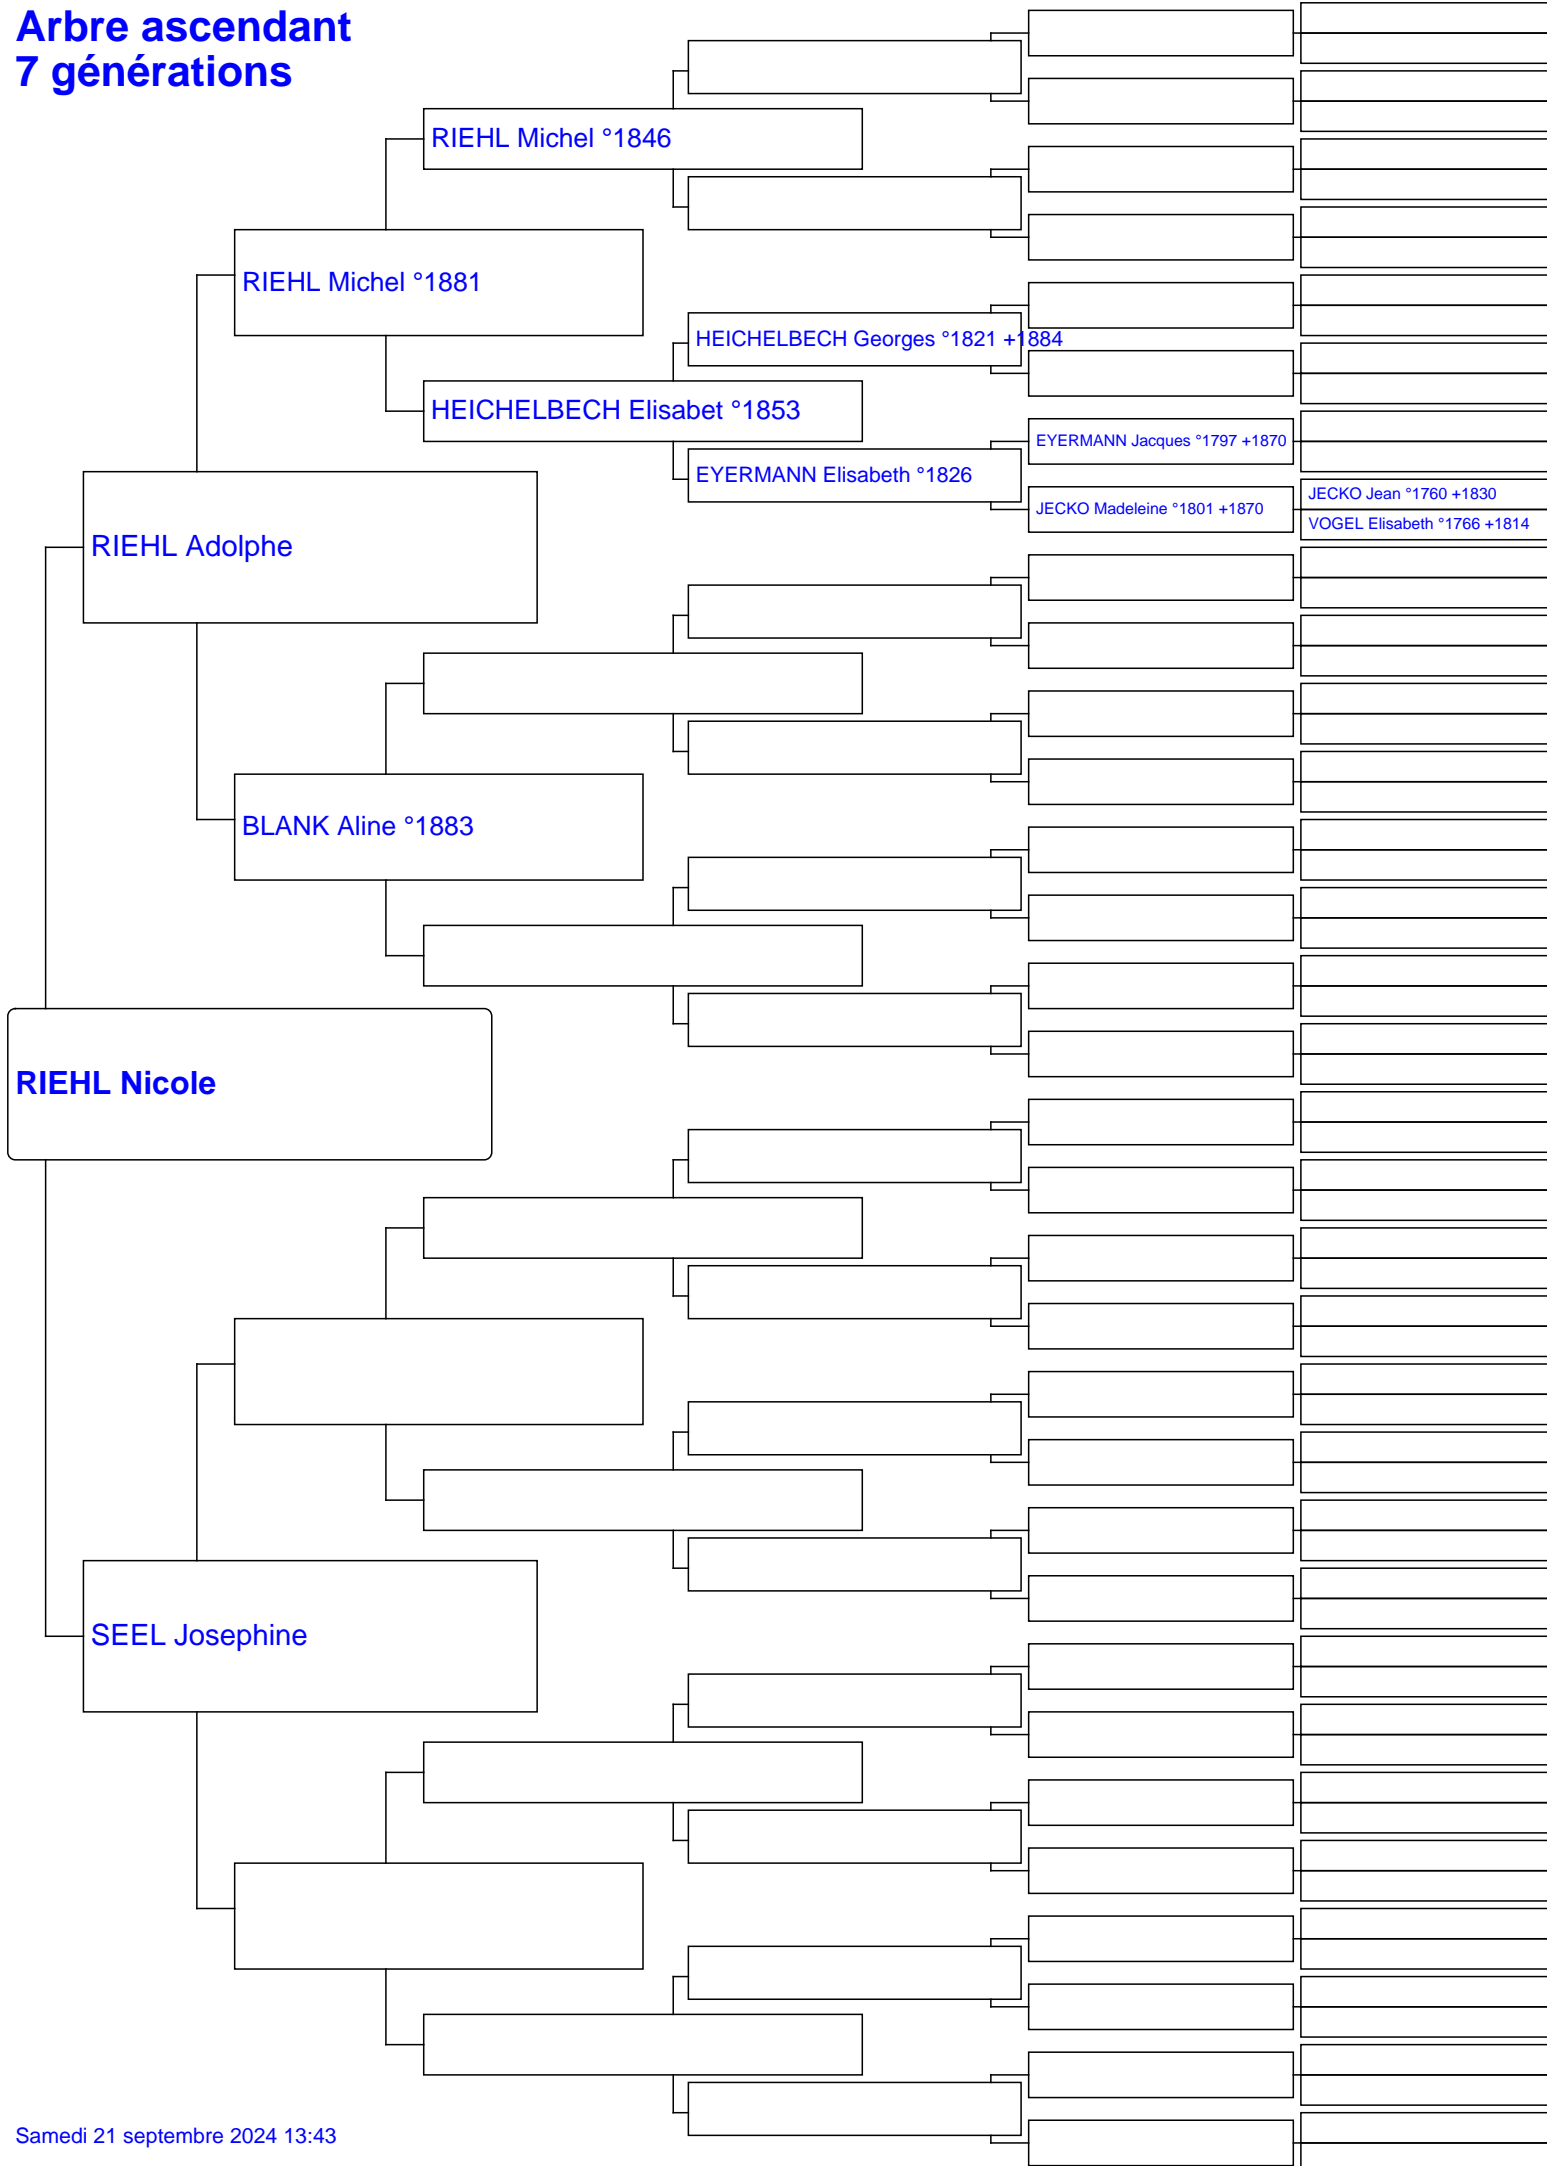 Arbre ascendant
7 générations
RIEHL Michel °1846
RIEHL Michel °1881
HEICHELBECH Georges °1821 +1884
HEICHELBECH Elisabet °1853
EYERMANN Jacques °1797 +1870
EYERMANN Elisabeth °1826
JECKO Jean °1760 +1830
JECKO Madeleine °1801 +1870
VOGEL Elisabeth °1766 +1814
RIEHL Adolphe
BLANK Aline °1883
RIEHL Nicole
SEEL Josephine
Samedi 21 septembre 2024 13:43